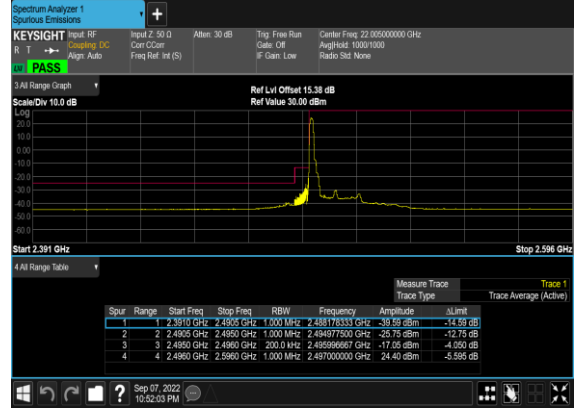 Spectrum Analyzer 1
Spurious Emissions
KEYSIGHT Input: RF Input Z: 50 Ω Atten: 30 dB Trig: Free Run Center Freq: 22.005000000 GHz
R T Coupling: DC Corr CCorr Gate: Off Avg|Hold: 1000/1000
Align: Auto Freq Ref: Int (S) IF Gain: Low Radio Std: None
LM PASS
3 All Range Graph
Ref Lvl Offset 15.38 dB
Scale/Div 10.0 dB Ref Value 30.00 dBm
Log
20.0
10.0
0.00
-10.0
-20.0
-30.0
-40.0
-50.0
-60.0
Start 2.391 GHz Stop 2.596 GHz
4 All Range Table
Measure Trace Trace 1
Trace Type Trace Average (Active)
Spur Range Start Freq Stop Freq RBW Frequency Amplitude ΔLimit
1 1 2.3910 GHz 2.4905 GHz 1.000 MHz 2.488178333 GHz -39.59 dBm -14.59 dB
2 2 2.4905 GHz 2.4950 GHz 1.000 MHz 2.494977500 GHz -25.75 dBm -12.75 dB
3 3 2.4950 GHz 2.4960 GHz 200.0 kHz 2.495996667 GHz -17.05 dBm -4.050 dB
4 4 2.4960 GHz 2.5960 GHz 1.000 MHz 2.497000000 GHz 24.40 dBm -5.595 dB
?
Sep 07, 2022
10:52:03 PM